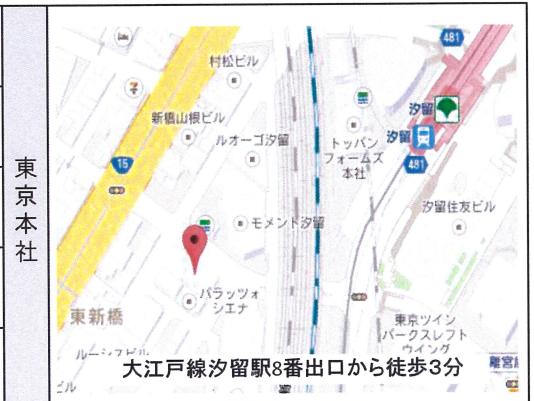 東京本社
481
村松ビル
新橋山根ビル
ルオーゴ汐留
汐留
汐留
トッパン
フォームズ
本社
481
15
汐留住友ビル
モメント汐留
パラッツォ
シエナ
東新橋
東京ツイン
パークスレフト
ウイング
大江戸線汐留駅8番出口から徒歩3分
離宮
ビル